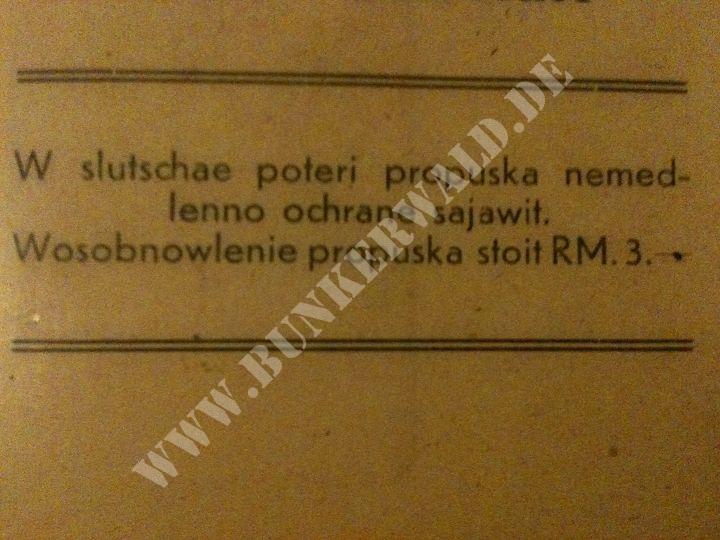 W slutschae poteri propuska nemed-
lenno ochrane sajawit.
Wosobnowlenie propuska stoit RM. 3.-
WWW.BUNKERWALD.DE